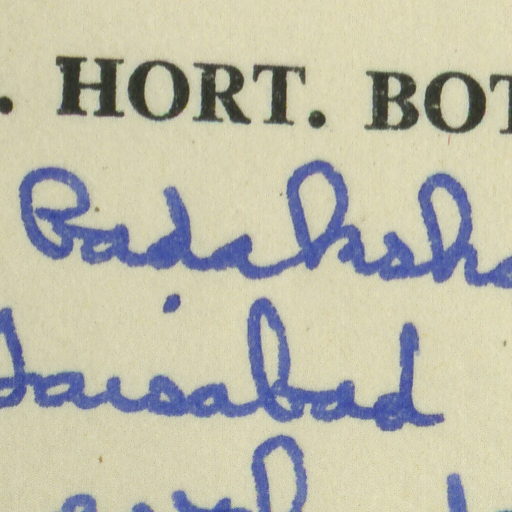 . HORT. BOT
Badaksha
Faisabad